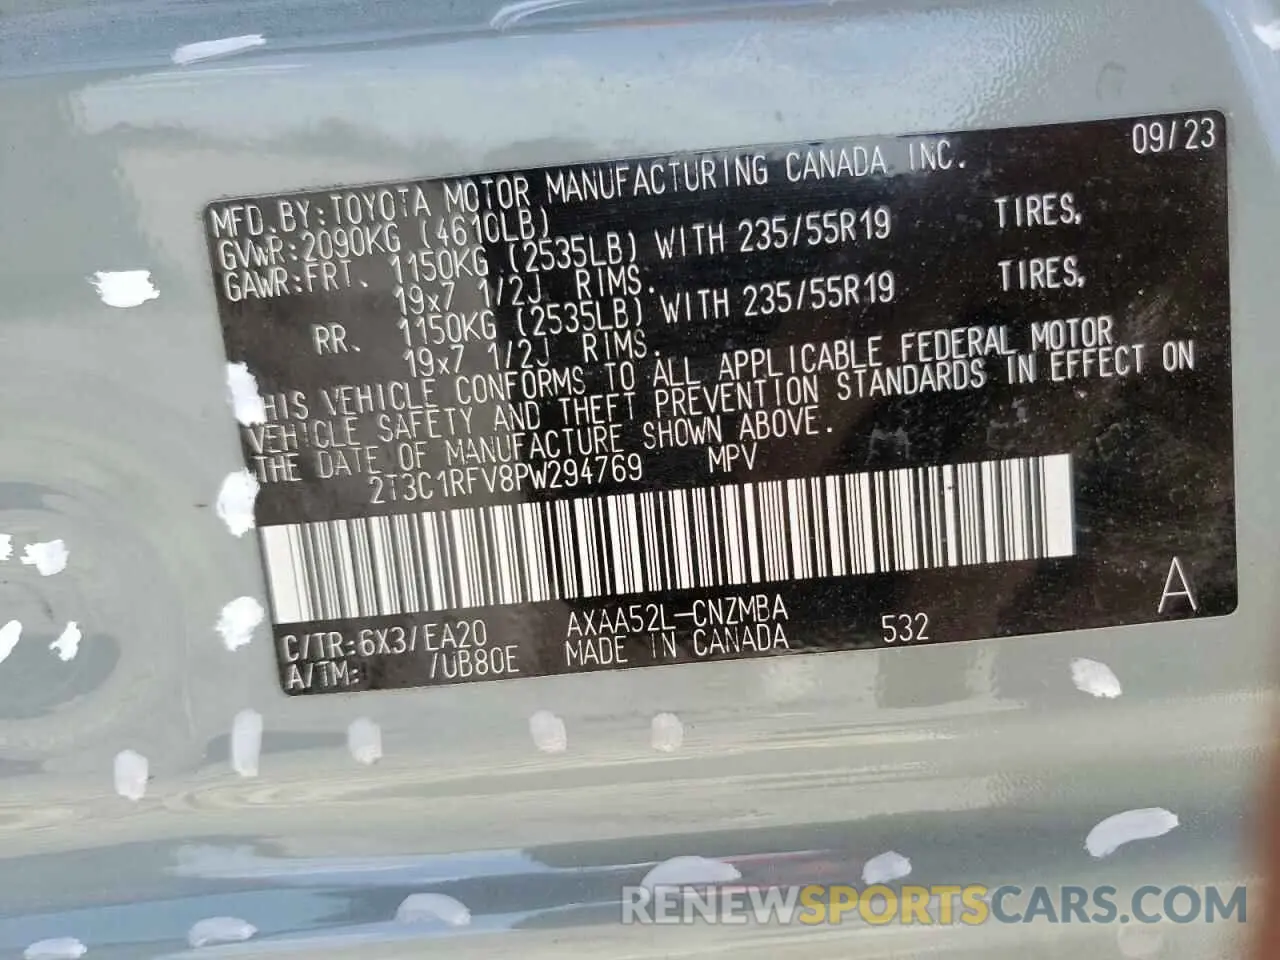 MFD.BY:TOYOTA MOTOR MANUFACTURING CANADA INC. 09/23
GVWR:2090KG (4610LB)
GAWR:FRT. 1150KG (2535LB) WITH 235/55R19 TIRES,
19x7 1/2J RIMS.
RR. 1150KG (2535LB) WITH 235/55R19 TIRES,
19x7 1/2J RIMS.
THIS VEHICLE CONFORMS TO ALL APPLICABLE FEDERAL MOTOR
VEHICLE SAFETY AND THEFT PREVENTION STANDARDS IN EFFECT ON
THE DATE OF MANUFACTURE SHOWN ABOVE.
2T3C1RFV8PW294769 MPV
A
C/TR:6X3/EA20 AXAA52L-CNZMBA 532
A/TM: /UB80E MADE IN CANADA
RENEWSPORTSCARS.COM